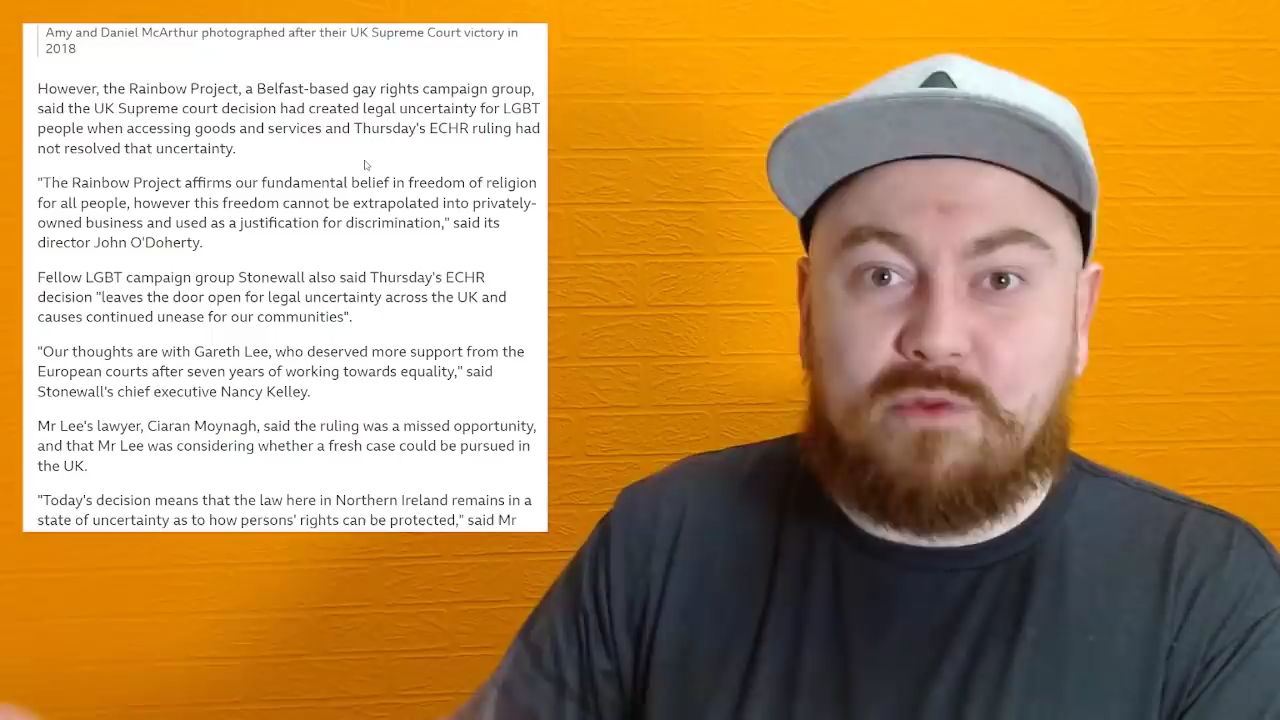 Amy and Daniel McArthur photographed after their UK Supreme Court victory in
2018
However, the Rainbow Project, a Belfast-based gay rights campaign group,
said the UK Supreme court decision had created legal uncertainty for LGBT
people when accessing goods and services and Thursday's ECHR ruling had
not resolved that uncertainty.
"The Rainbow Project affirms our fundamental belief in freedom of religion
for all people, however this freedom cannot be extrapolated into privately-
owned business and used as a justification for discrimination," said its
director John O'Doherty.
Fellow LGBT campaign group Stonewall also said Thursday's ECHR
decision "leaves the door open for legal uncertainty across the UK and
causes continued unease for our communities".
"Our thoughts are with Gareth Lee, who deserved more support from the
European courts after seven years of working towards equality," said
Stonewall's chief executive Nancy Kelley.
Mr Lee's lawyer, Ciaran Moynagh, said the ruling was a missed opportunity,
and that Mr Lee was considering whether a fresh case could be pursued in
the UK.
"Today's decision means that the law here in Northern Ireland remains in a
state of uncertainty as to how persons' rights can be protected," said Mr